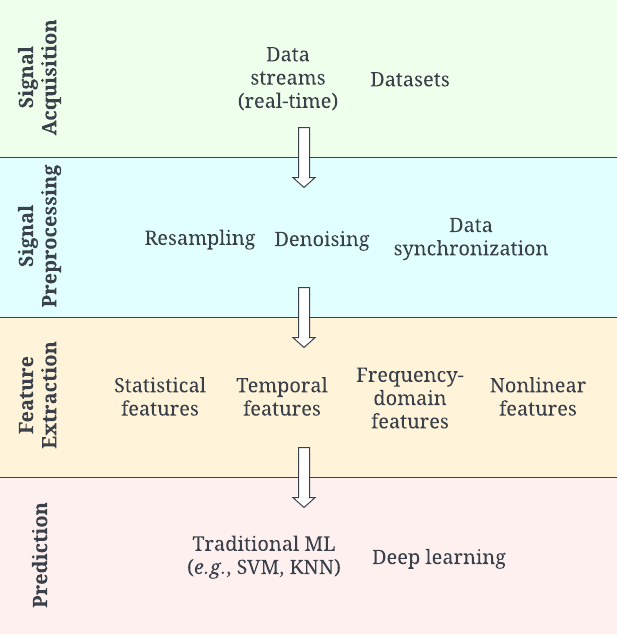 Signal
Acquisition
Data
streams
(real-time)
Datasets
Signal
Preprocessing
Resampling
Denoising
Data
synchronization
Feature
Extraction
Statistical
features
Temporal
features
Frequency-
domain
features
Nonlinear
features
Prediction
Traditional ML
(e.g., SVM, KNN)
Deep learning